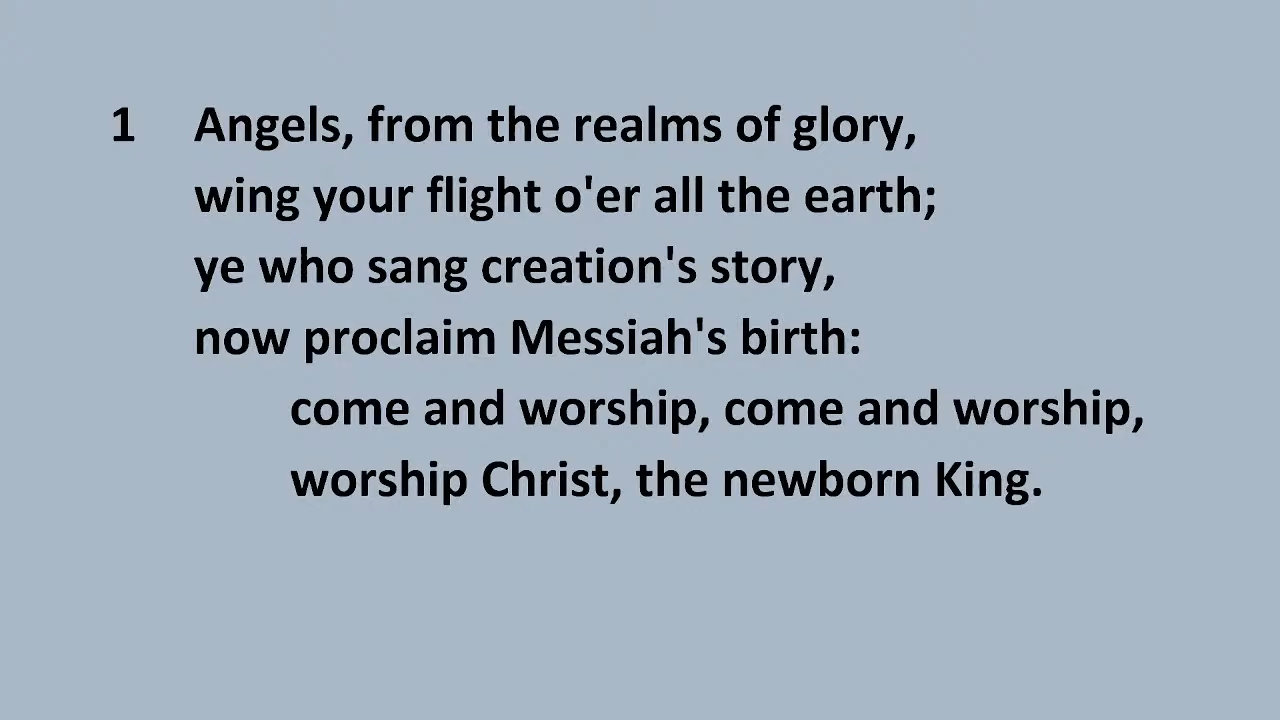 1 Angels, from the realms of glory,
wing your flight o'er all the earth;
ye who sang creation's story,
now proclaim Messiah's birth:
come and worship, come and worship,
worship Christ, the newborn King.